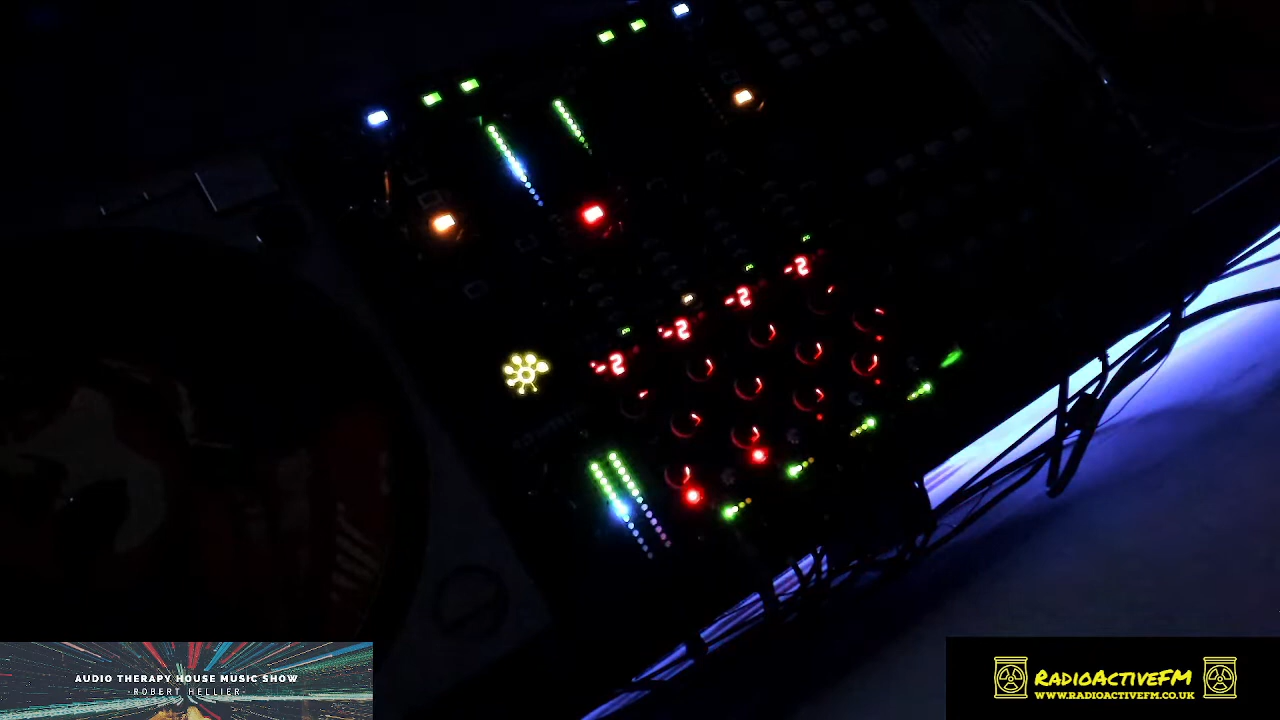 -2
-2
-2
-2
AUDIO THERAPY HOUSE MUSIC SHOW
-ROBERT HELLIER-
RADIOACTIVEFM
WWW.RADIOACTIVEFM.CO.UK